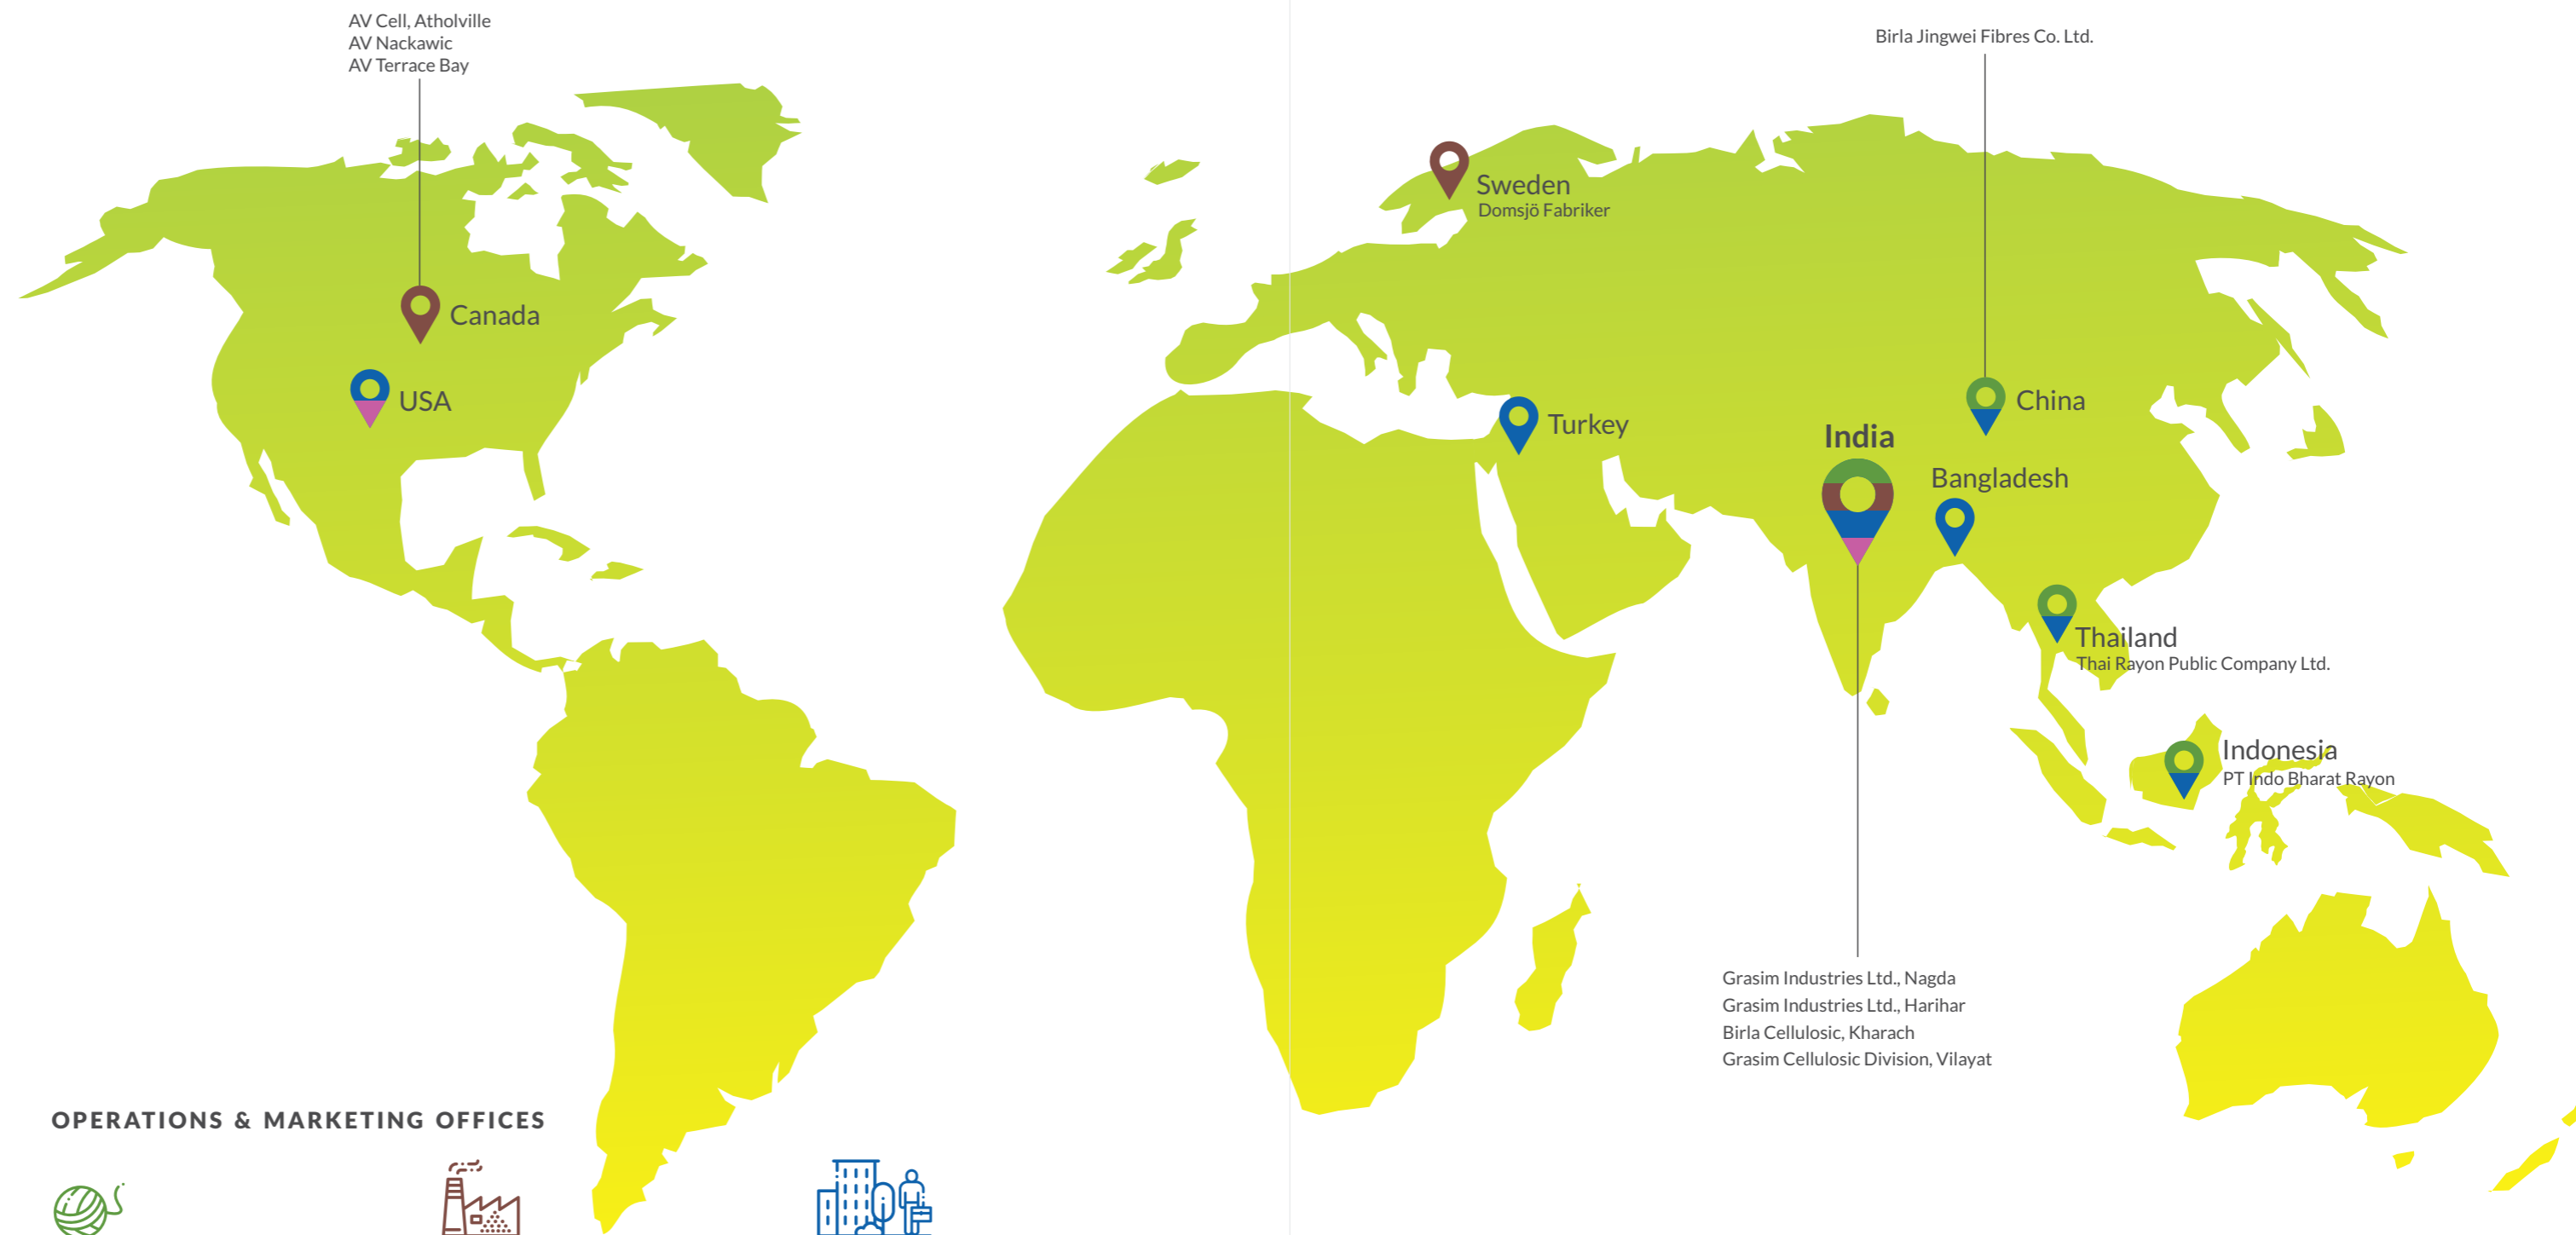 AV Cell, Atholville
AV Nackawic
AV Terrace Bay
Birla Jingwei Fibres Co. Ltd.
Sweden
Domsjö Fabriker
Canada
USA
Turkey
China
India
Bangladesh
Thailand
Thai Rayon Public Company Ltd.
Indonesia
PT Indo Bharat Rayon
Grasim Industries Ltd., Nagda
Grasim Industries Ltd., Harihar
Birla Cellulosic, Kharach
Grasim Cellulosic Division, Vilayat
OPERATIONS & MARKETING OFFICES